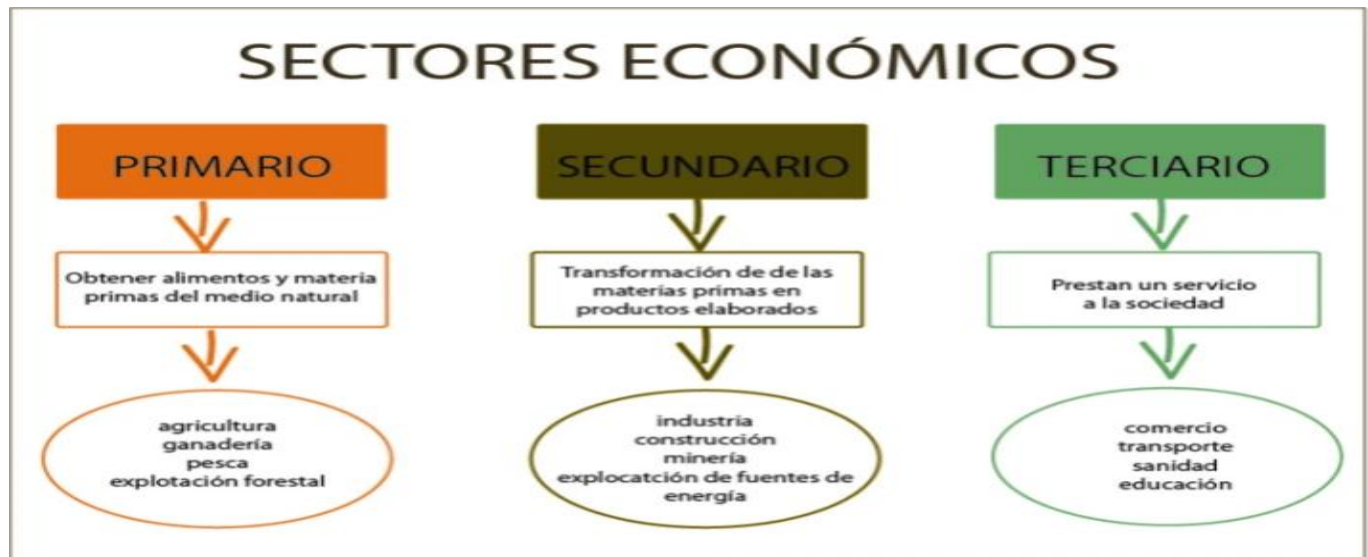 SECTORES ECONÓMICOS
PRIMARIO
Obtener alimentos y materia
primas del medio natural
agricultura
ganadería
pesca
explotación forestal
SECUNDARIO
Transformación de de las
materias primas en
productos elaborados
industria
construcción
minería
explocatción de fuentes de
energía
TERCIARIO
Prestan un servicio
a la sociedad
comercio
transporte
sanidad
educación